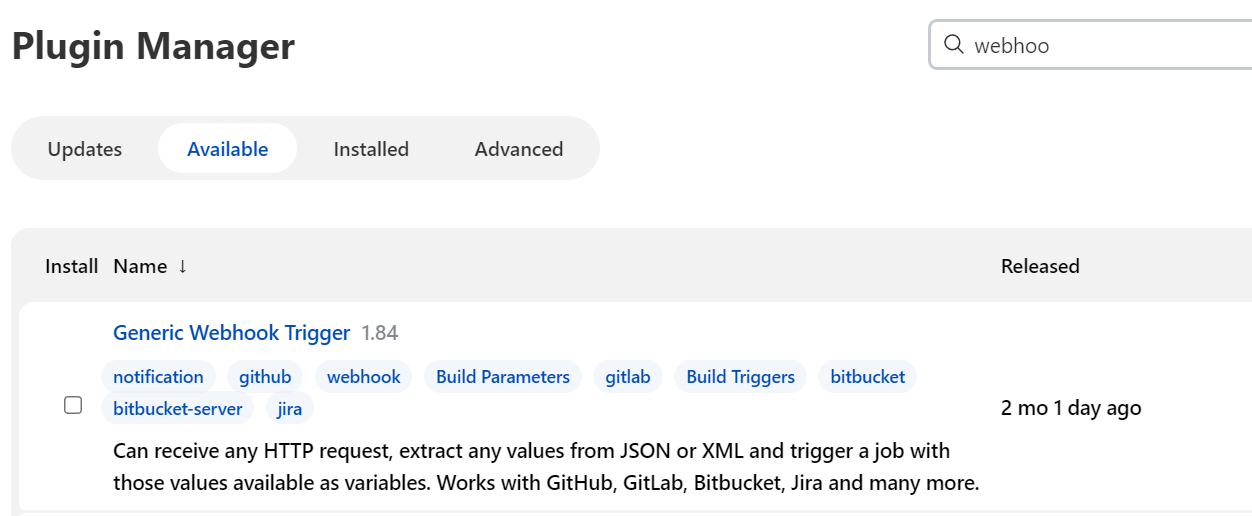 Plugin Manager
webhoo
Updates Available Installed Advanced
Install Name ↓ Released
Generic Webhook Trigger 1.84
notification github webhook Build Parameters gitlab Build Triggers bitbucket
bitbucket-server jira
2 mo 1 day ago
Can receive any HTTP request, extract any values from JSON or XML and trigger a job with
those values available as variables. Works with GitHub, GitLab, Bitbucket, Jira and many more.